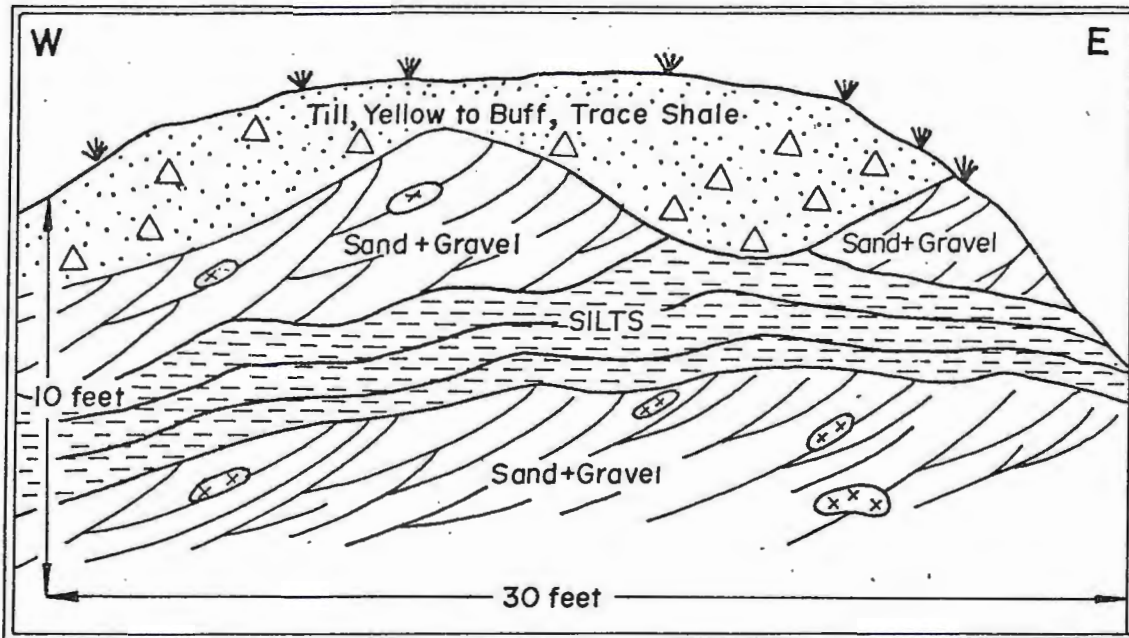 W
E
Till, Yellow to Buff, Trace Shale
Sand+Gravel
Sand+Gravel
SILTS
10 feet
Sand+Gravel
30 feet